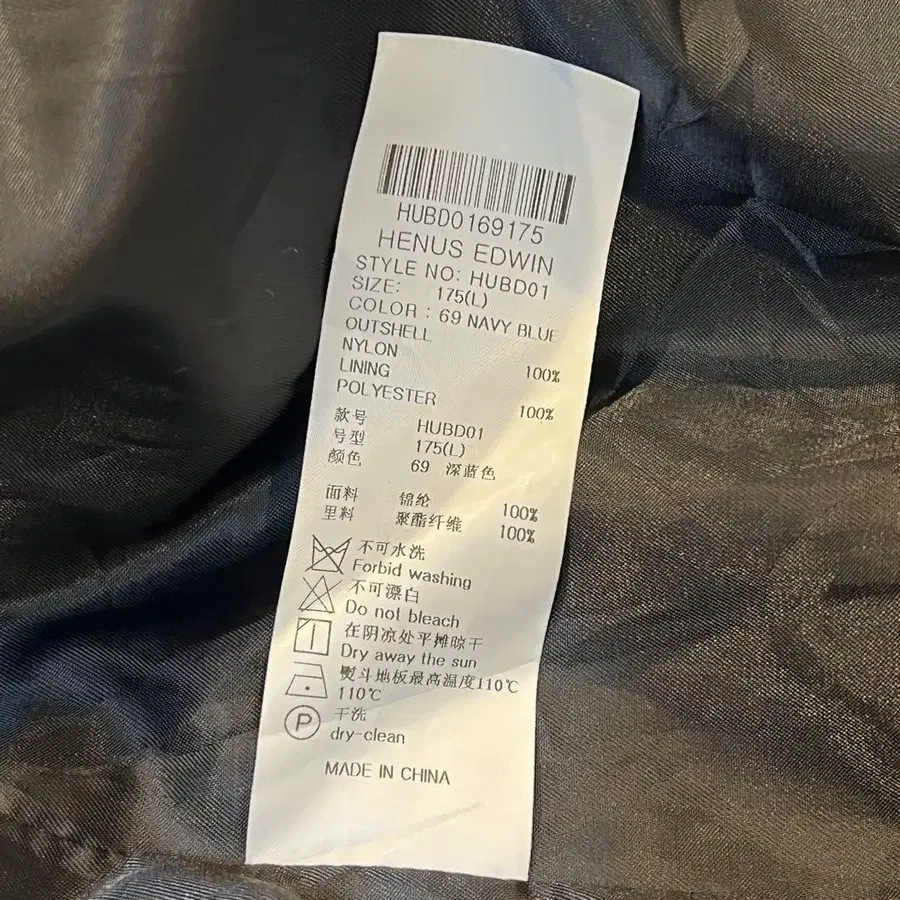 HUBD0169175
HENUS EDWIN
STYLE NO: HUBD01
SIZE: 175(L)
COLOR : 69 NAVY BLUE
OUTSHELL
NYLON 100%
LINING
POLYESTER 100%
款号 HUBD01
号型 175(L)
颜色 69 深蓝色
面料 锦纶 100%
里料 聚酯纤维 100%
不可水洗
Forbid washing
不可漂白
Do not bleach
在阴凉处平摊晾干
Dry away the sun
熨斗地板最高温度110℃
110℃
P 干洗
dry-clean
MADE IN CHINA